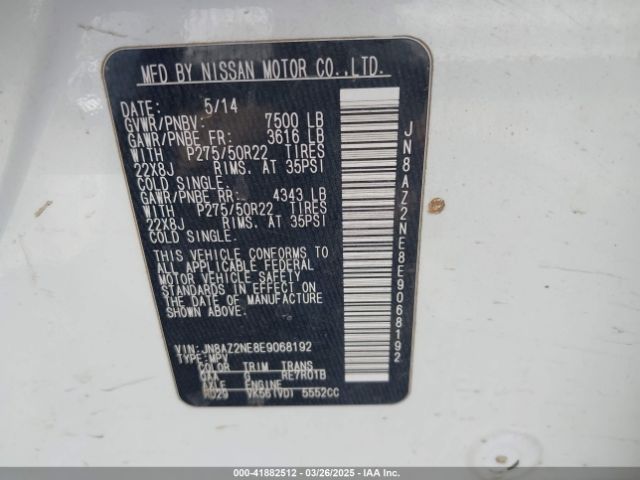 MFD BY NISSAN MOTOR CO.,LTD.
DATE: 5/14
GVWR/PNBV: 7500 LB
GAWR/PNBE FR: 3616 LB
WITH P275/50R22 TIRES
22X8J RIMS. AT 35PSI
COLD SINGLE.
GAWR/PNBE RR: 4343 LB
WITH P275/50R22 TIRES
22X8J RIMS. AT 35PSI
COLD SINGLE.
THIS VEHICLE CONFORMS TO
ALL APPLICABLE FEDERAL
MOTOR VEHICLE SAFETY
STANDARDS IN EFFECT ON
THE DATE OF MANUFACTURE
SHOWN ABOVE.
VIN: JN8AZ2NE8E9068192
TYPE: MPV
COLOR TRIM TRANS
G RE7R01B
AXLE ENGINE
RD29 VK56(VD) 5552CC
JN8AZ2NE8E9068192
000-41882512 - 03/26/2025 - IAA Inc.